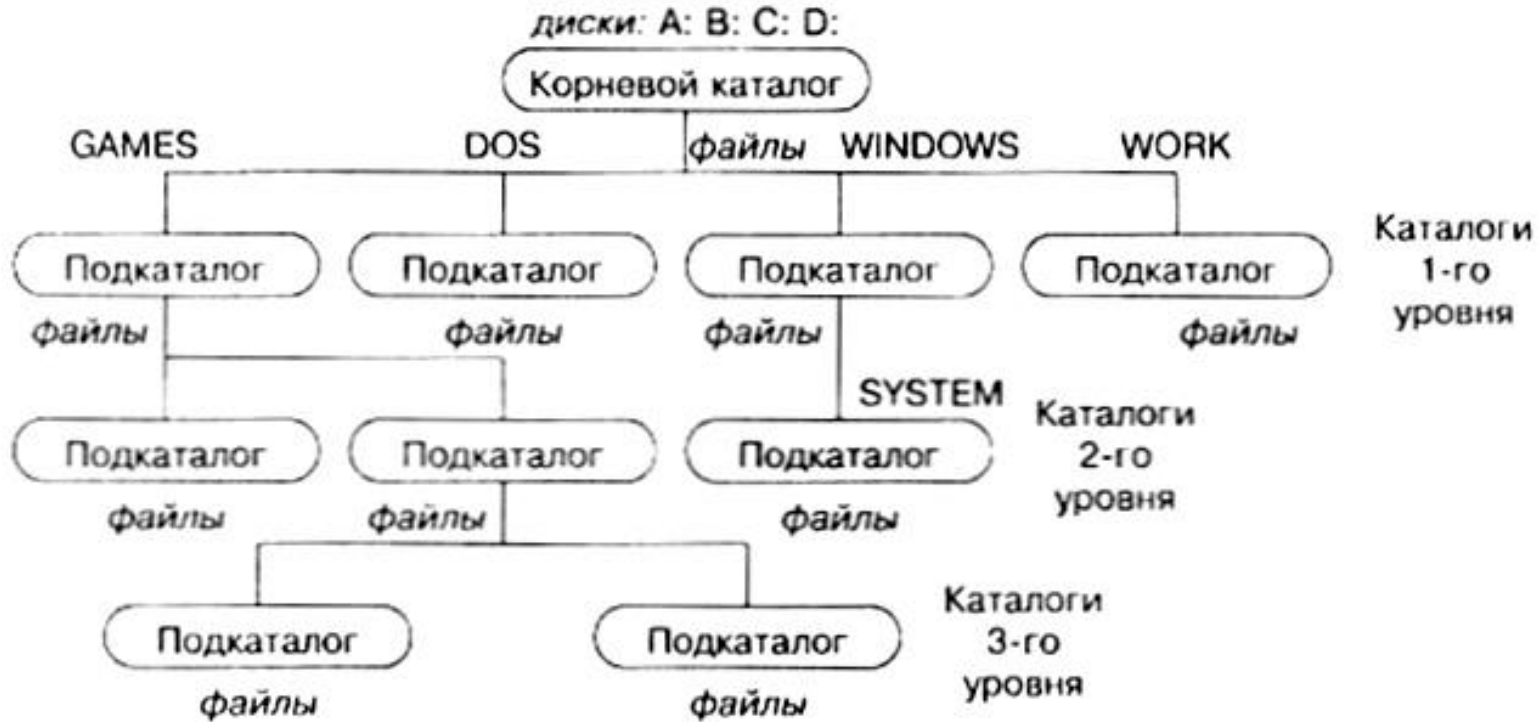 диски: A: B: C: D:
Корневой каталог
GAMES DOS файлы WINDOWS WORK
Подкаталог Подкаталог Подкаталог Подкаталог
Каталоги
1-го
уровня
файлы файлы файлы файлы
SYSTEM
Подкаталог Подкаталог Подкаталог
Каталоги
2-го
уровня
файлы файлы файлы
Подкаталог Подкаталог
Каталоги
3-го
уровня
файлы файлы